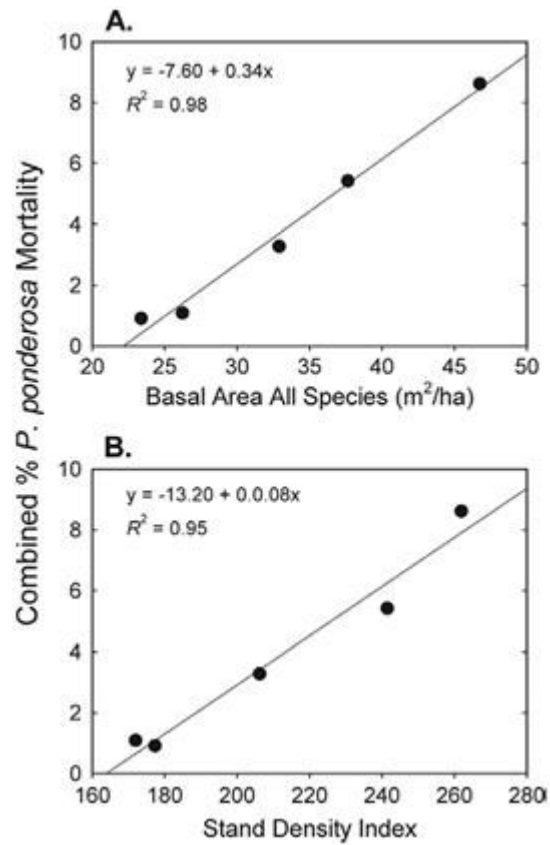 A.
y = -7.60 + 0.34x
R² = 0.98
10
8
6
4
2
0
20 25 30 35 40 45 50
Basal Area All Species (m²/ha)
Combined % P. ponderosa Mortality
B.
y = -13.20 + 0.0.08x
R² = 0.95
10
8
6
4
2
0
160 180 200 220 240 260 280
Stand Density Index